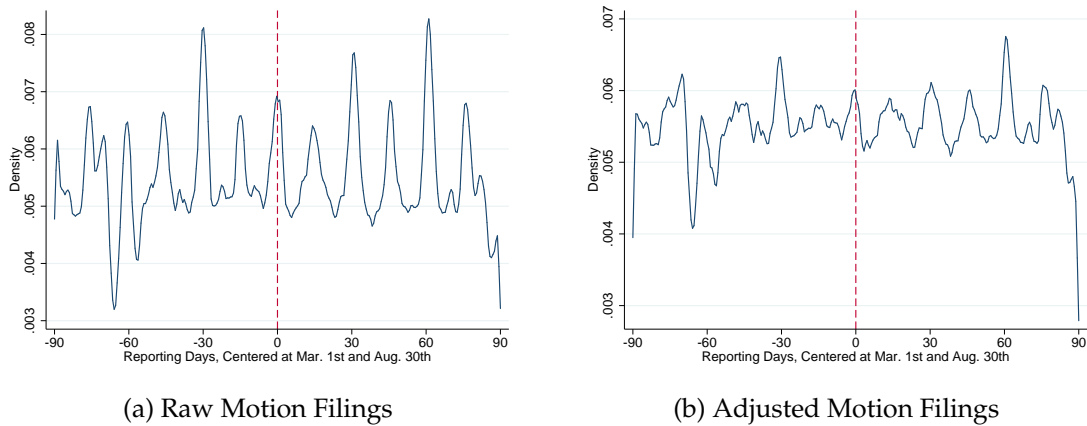 .008
.007
.006
.005
.004
.003
Density
-90 -60 -30 0 30 60 90
Reporting Days, Centered at Mar. 1st and Aug. 30th
(a) Raw Motion Filings
.007
.006
.005
.004
.003
Density
-90 -60 -30 0 30 60 90
Reporting Days, Centered at Mar. 1st and Aug. 30th
(b) Adjusted Motion Filings